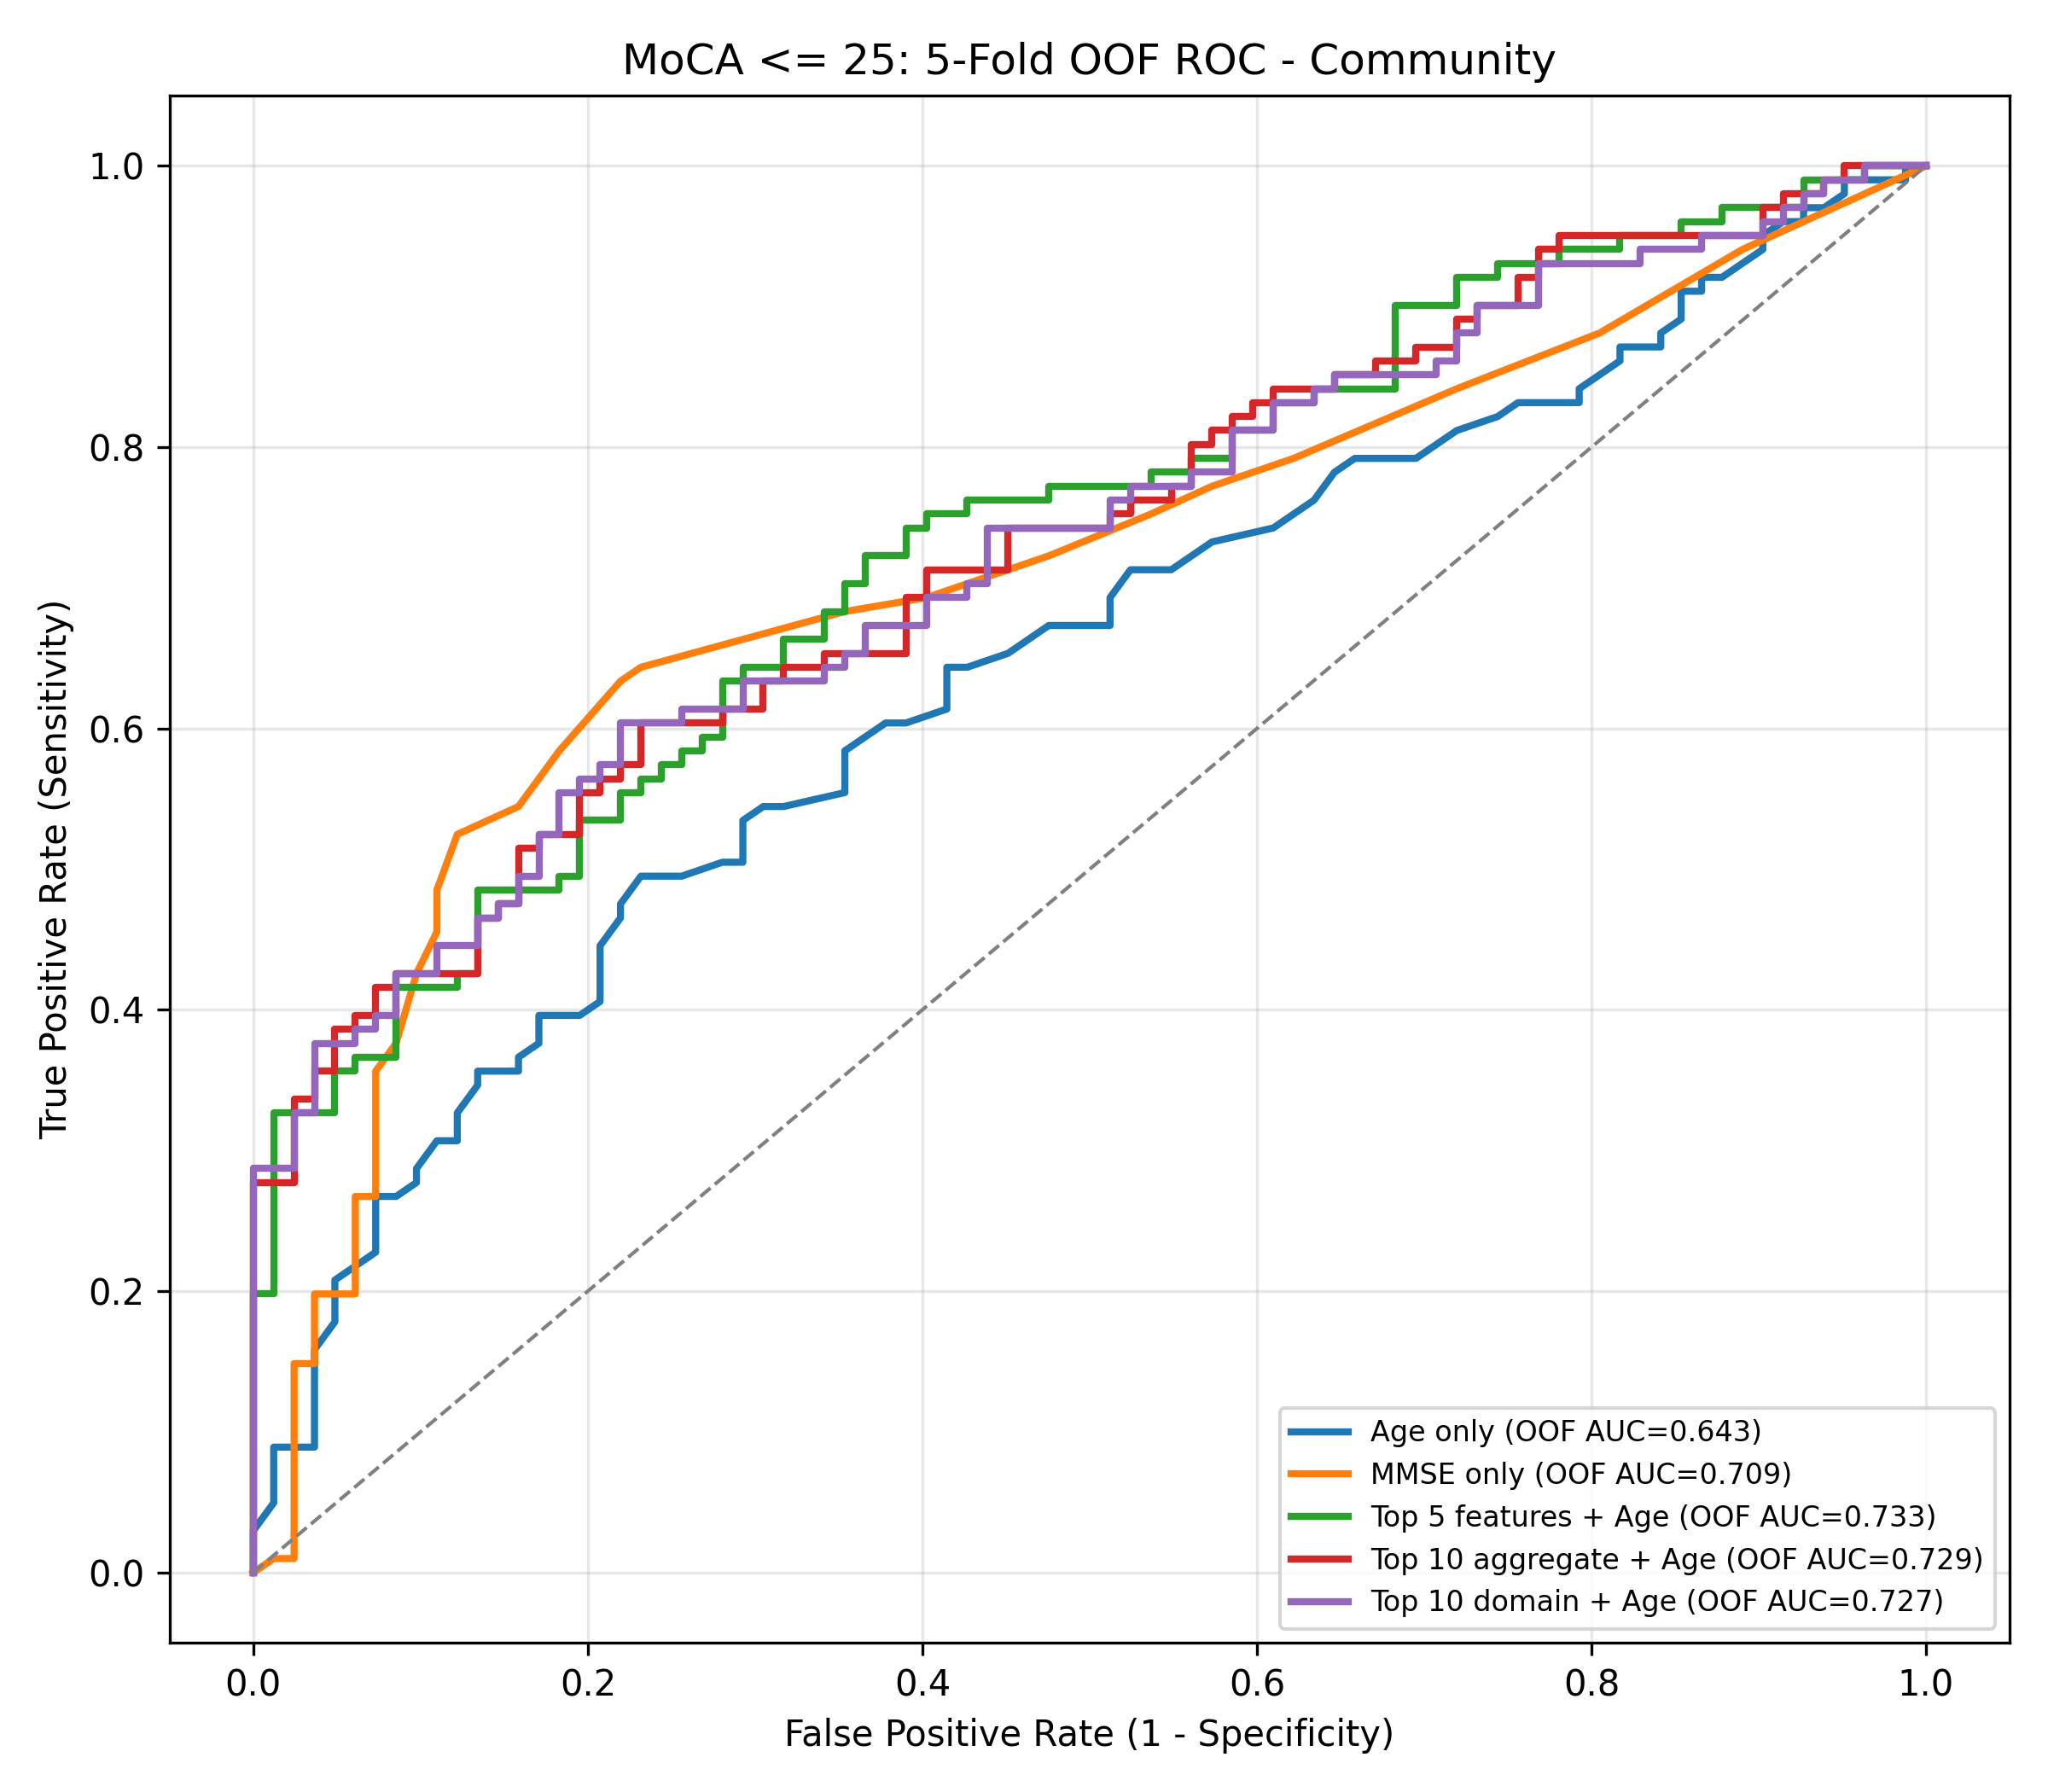 MoCA <= 25: 5-Fold OOF ROC - Community
True Positive Rate (Sensitivity)
1.0
0.8
0.6
0.4
0.2
0.0
0.0 0.2 0.4 0.6 0.8 1.0
False Positive Rate (1 - Specificity)
Age only (OOF AUC=0.643)
MMSE only (OOF AUC=0.709)
Top 5 features + Age (OOF AUC=0.733)
Top 10 aggregate + Age (OOF AUC=0.729)
Top 10 domain + Age (OOF AUC=0.727)